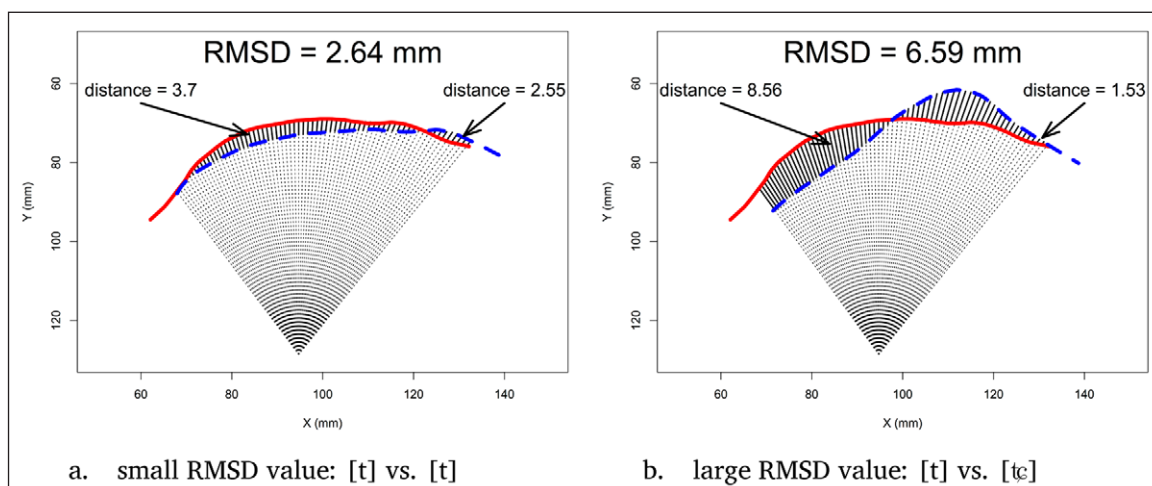 RMSD = 2.64 mm
distance = 3.7
2.55
60
80
100
120
Y (mm)
60
80
100
120
140
X (mm)
a. small RMSD value: [t] vs. [t]
RMSD = 6.59 mm
distance = 8.56
distance = 1.53
60
80
100
120
Y (mm)
60
80
100
120
140
X (mm)
b. large RMSD value: [t] vs. [t͡ɕ]